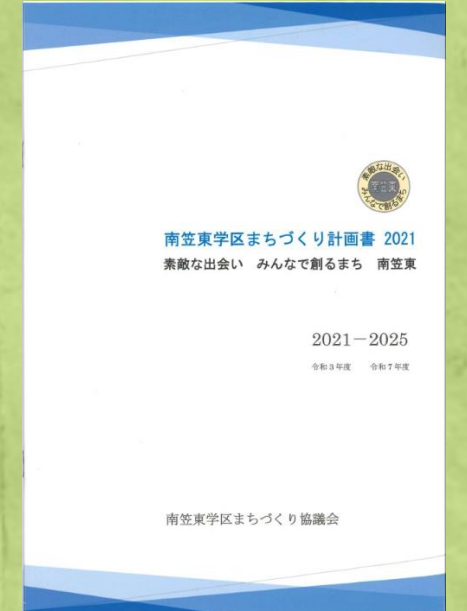 素敵な出会い
南笠東
みんなで創るまち
南笠東学区まちづくり計画書 2021
素敵な出会い　みんなで創るまち　南笠東
2021－2025
令和３年度　　令和７年度
南笠東学区まちづくり協議会